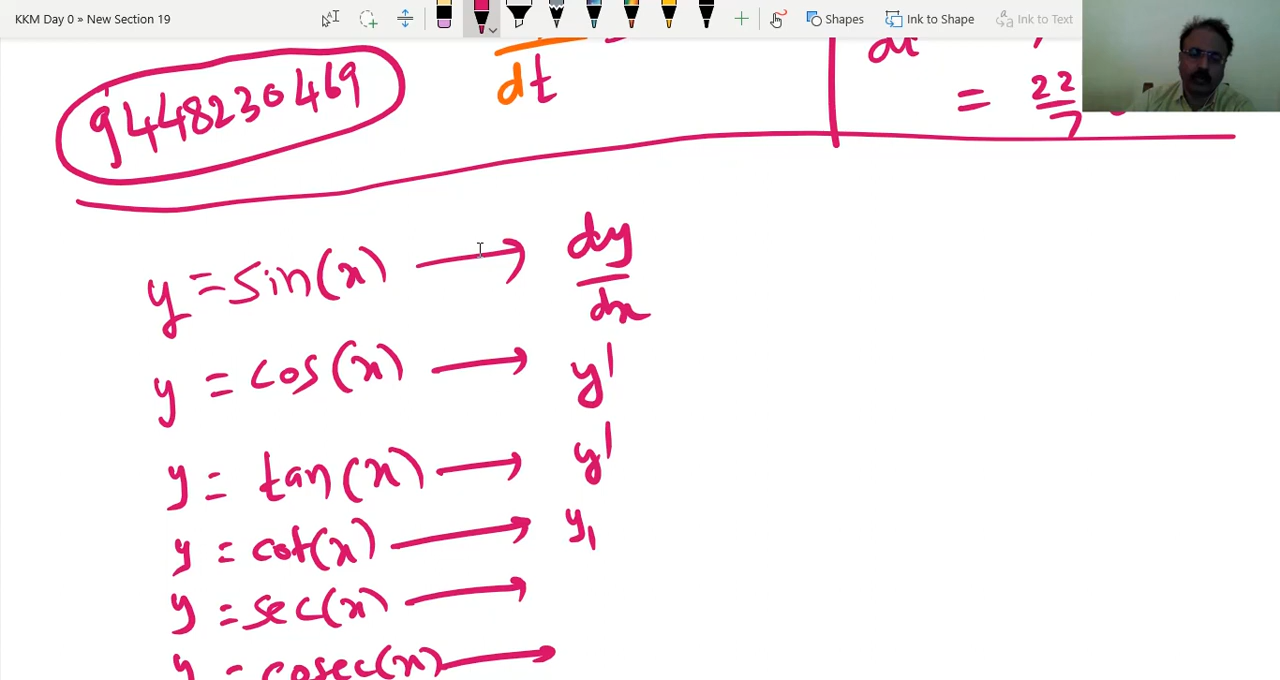 KKM Day 0 » New Section 19
Shapes
Ink to Shape
Ink to Text
9448230469
dt
= 22/7
y = sin(x) → dy/dx
y = cos(x) → y'
y = tan(x) → y'
y = cot(x) → y₁
y = sec(x) →
y = cosec(x) →